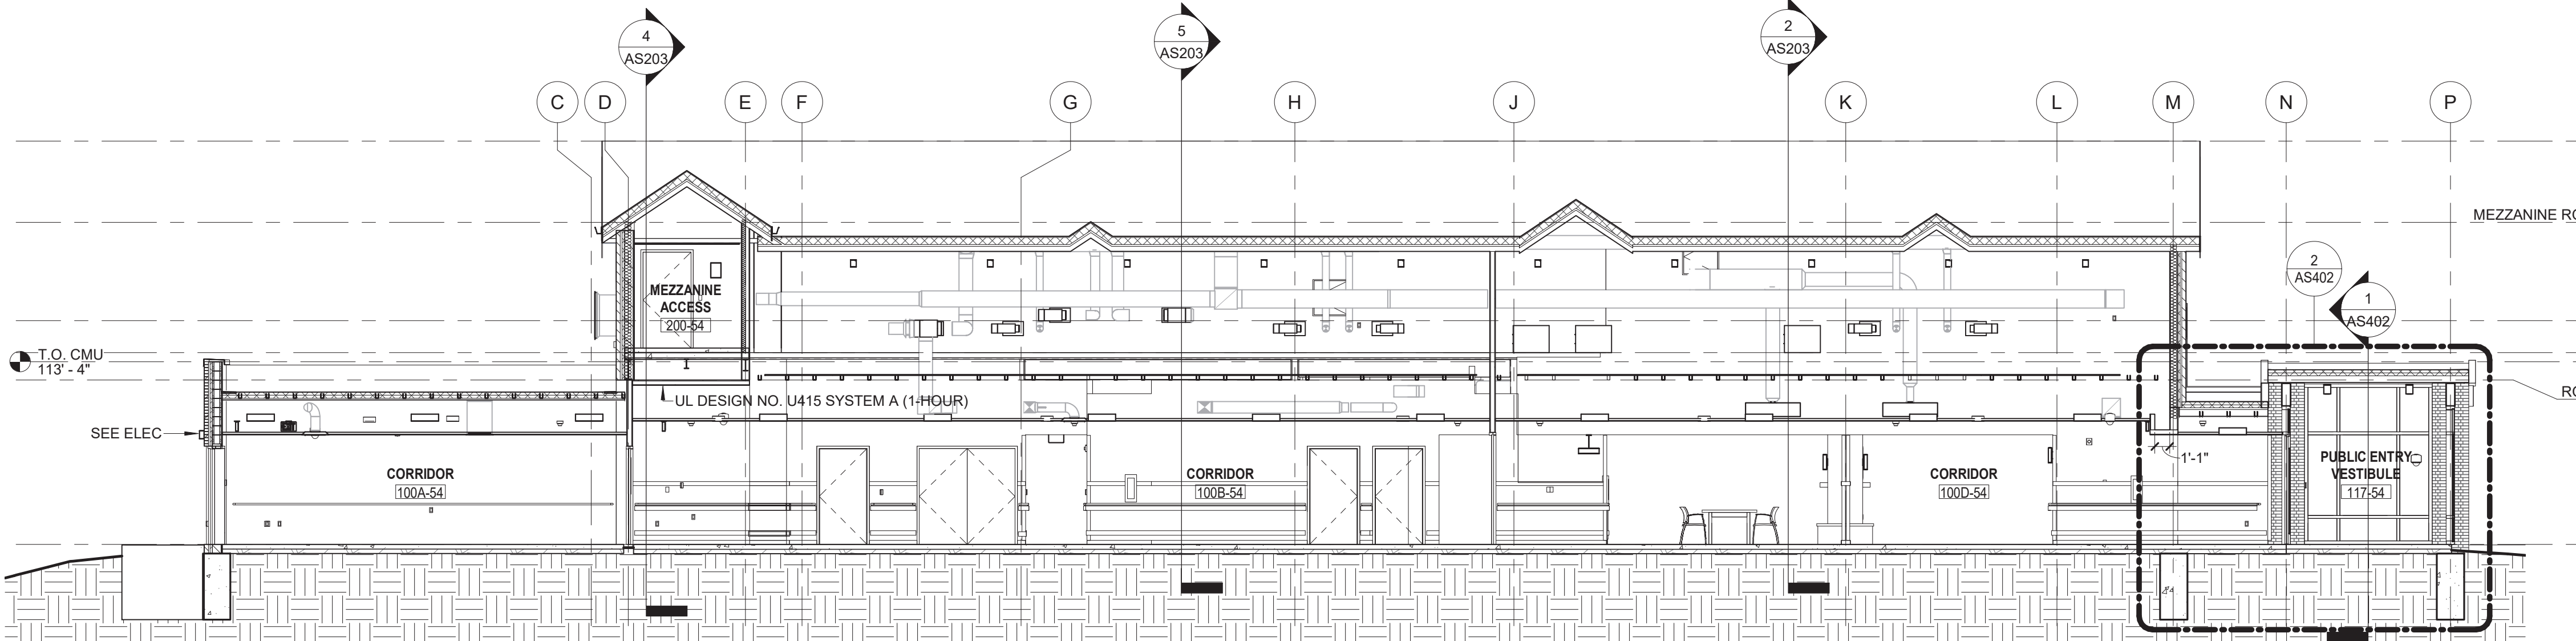 4
AS203
5
AS203
2
AS203
C
D
E
F
G
H
J
K
L
M
N
P
MEZZANINE RO
2
AS402
1
AS402
MEZZANINE
ACCESS
200-54
T.O. CMU
113' - 4"
UL DESIGN NO. U415 SYSTEM A (1-HOUR)
RO
SEE ELEC
CORRIDOR
100A-54
CORRIDOR
100B-54
CORRIDOR
100D-54
1'-1"
PUBLIC ENTRY
VESTIBULE
117-54